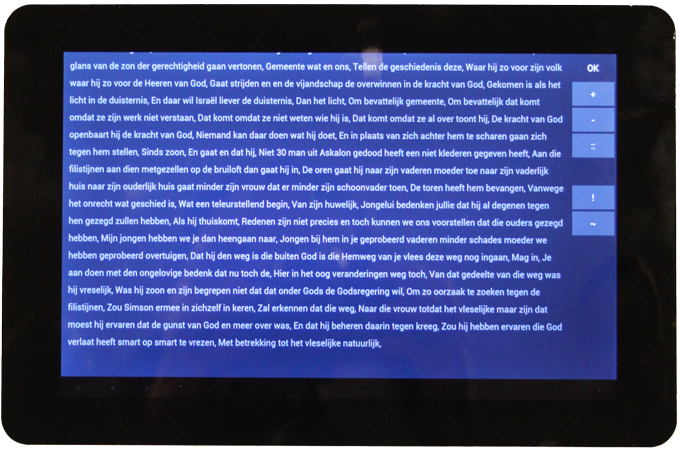 glans van de zon der gerechtigheid gaan vertonen, Gemeente wat en ons, Tellen de geschiedenis deze, Waar hij zo voor zijn volk
waar hij zo voor de Heeren van God, Gaat strijden en en de vijandschap de overwinnen in de kracht van God, Gekomen is als het
licht in de duisternis, En daar wil Israël liever de duisternis, Dan het licht, Om bevattelijk gemeente, Om bevattelijk dat komt
omdat ze zijn werk niet verstaan, Dat komt omdat ze niet weten wie hij is, Dat komt omdat ze al over toont hij, De kracht van God
openbaart hij de kracht van God, Niemand kan daar doen wat hij doet, En in plaats van zich achter hem te scharen gaan zich
tegen hem stellen, Sinds zoon, En gaat en dat hij, Niet 30 man uit Askalon gedood heeft een niet klederen gegeven heeft, Aan die
filistijnen aan dien metgezellen op de bruiloft dan gaat hij in, De oren gaat hij naar zijn vaderen moeder toe naar zijn vaderlijk
huis naar zijn ouderlijk huis gaat minder zijn vrouw dat er minder zijn schoonvader toen, De toren heeft hem bevangen, Vanwege
het onrecht wat geschied is, Wat een teleurstellend begin, Van zijn huwelijk, Jongelui bedenken jullie dat hij al degenen tegen
hen gezegd zullen hebben, Als hij thuiskomt, Redenen zijn niet precies en toch kunnen we ons voorstellen dat die ouders gezegd
hebben, Mijn jongen hebben we je dan heengaan naar, Jongen bij hem in je geprobeerd vaderen minder schades moeder we
hebben geprobeerd overtuigen, Dat hij den weg is die buiten God is die Hemweg van je vlees deze weg nog ingaan, Mag in, Je
aan doen met den ongelovige bedenk dat nu toch de, Hier in het oog veranderingen weg toch, Van dat gedeelte van die weg was
hij vreselijk, Was hij zoon en zijn begrepen niet dat dat onder Gods de Godsregering wil, Om zo oorzaak te zoeken tegen de
filistijnen, Zou Simson ermee in zichzelf in keren, Zal erkennen dat die weg, Naar die vrouw totdat het vleselijke maar zijn dat
moest hij ervaren dat de gunst van God en meer over was, En dat hij beheren daarin tegen kreeg, Zou hij hebben ervaren die God
verlaat heeft smart op smart te vrezen, Met betrekking tot het vleselijke natuurlijk,
OK
+
-
::
!
~